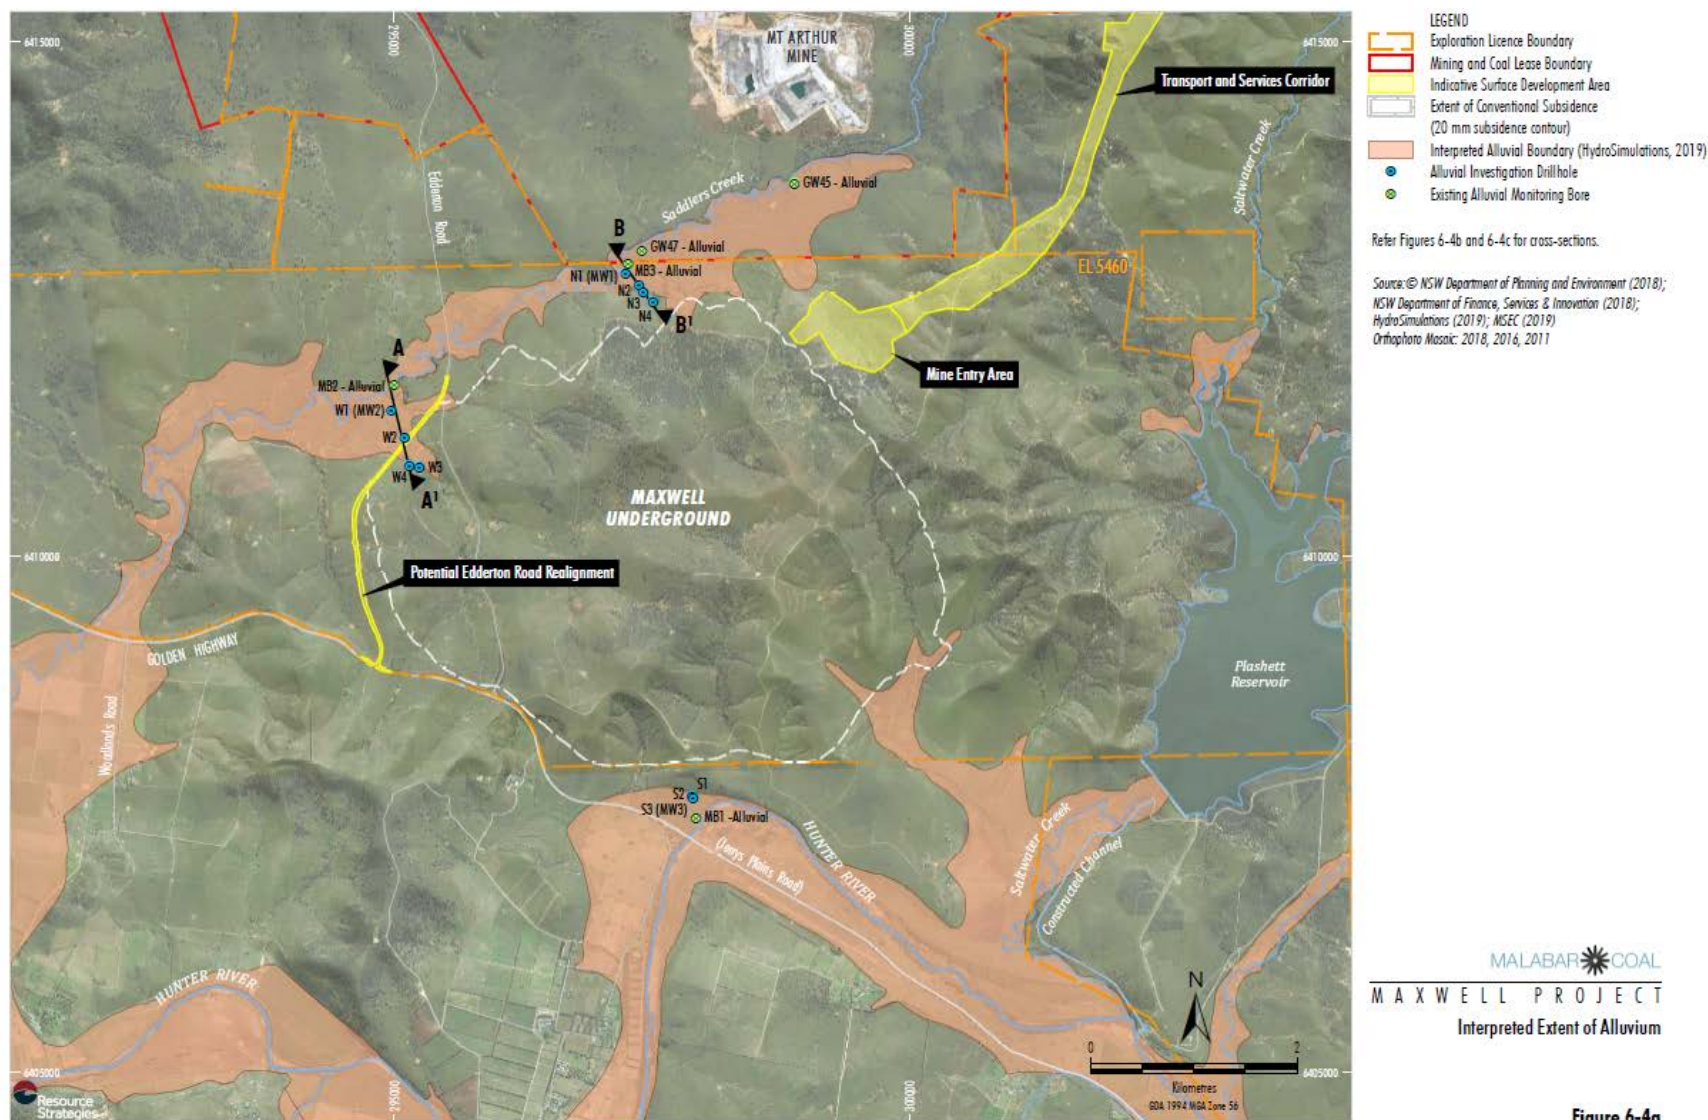 6415000
295000
300000
6415000
MT ARTHUR
MINE
Transport and Services Corridor
Saltwater Creek
Edderton Road
Saddlers Creek
GW45 - Alluvial
B
GW47 - Alluvial
MB3 - Alluvial
N1 (MW1)
N2
N3
N4
B1
EL 5460
Mine Entry Area
A
MB2 - Alluvial
W1 (MW2)
W2
W3
W4
A1
MAXWELL
UNDERGROUND
6410000
6410000
Potential Edderton Road Realignment
GOLDEN HIGHWAY
Woodlands Road
Plashett
Reservoir
S1
S2
S3 (MW3)
MB1 -Alluvial
HUNTER RIVER
(Jerrys Plains Road)
Saltwater Creek
Constructed Channel
HUNTER RIVER
N
0
2
Kilometres
GDA 1994 MGA Zone 56
6405000
6405000
295000
300000
Resource
Strategies
LEGEND
Exploration Licence Boundary
Mining and Coal Lease Boundary
Indicative Surface Development Area
Extent of Conventional Subsidence
(20 mm subsidence contour)
Interpreted Alluvial Boundary (HydroSimulations, 2019)
Alluvial Investigation Drillhole
Existing Alluvial Monitoring Bore
Refer Figures 6-4b and 6-4c for cross-sections.
Source:© NSW Department of Planning and Environment (2018);
NSW Department of Finance, Services & Innovation (2018);
HydroSimulations (2019); MSEC (2019)
Orthophoto Mosaic: 2018, 2016, 2011
MALABAR COAL
MAXWELL PROJECT
Interpreted Extent of Alluvium
Figure 6-4a